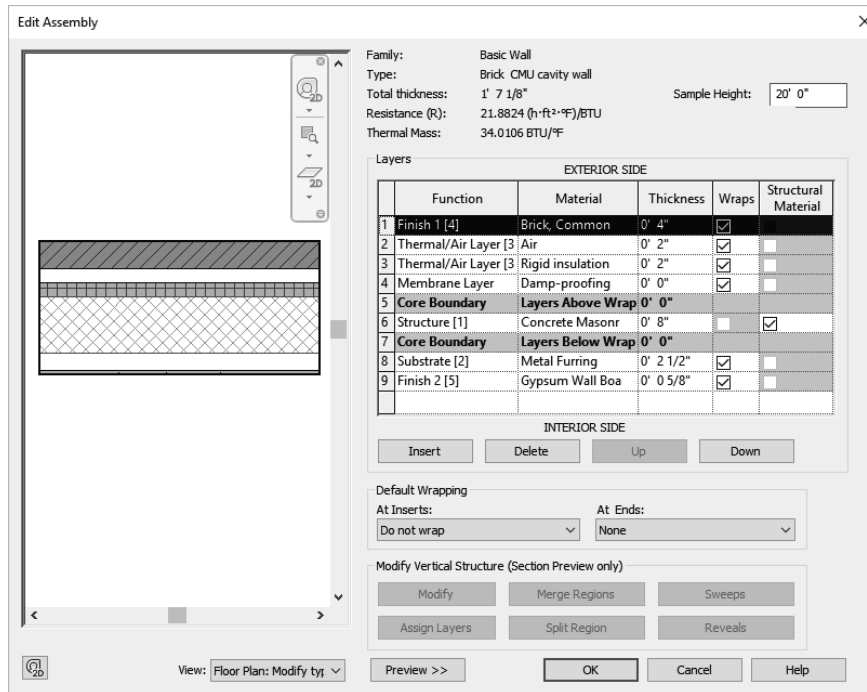 Edit Assembly
Family: Basic Wall
Type: Brick CMU cavity wall
Total thickness: 1' 7 1/8" Sample Height: 20' 0"
Resistance (R): 21.8824 (h·ft²·ºF)/BTU
Thermal Mass: 34.0106 BTU/ºF
Layers
EXTERIOR SIDE
Function Material Thickness Wraps Structural Material
1 Finish 1 [4] Brick, Common 0' 4"
2 Thermal/Air Layer [3 Air 0' 2"
3 Thermal/Air Layer [3 Rigid insulation 0' 2"
4 Membrane Layer Damp-proofing 0' 0"
5 Core Boundary Layers Above Wrap 0' 0"
6 Structure [1] Concrete Masonr 0' 8"
7 Core Boundary Layers Below Wrap 0' 0"
8 Substrate [2] Metal Furring 0' 2 1/2"
9 Finish 2 [5] Gypsum Wall Boa 0' 0 5/8"
INTERIOR SIDE
Insert Delete Up Down
Default Wrapping
At Inserts: At Ends:
Do not wrap None
Modify Vertical Structure (Section Preview only)
Modify Merge Regions Sweeps
Assign Layers Split Region Reveals
2D
2D
2D
View: Floor Plan: Modify typ Preview >> OK Cancel Help